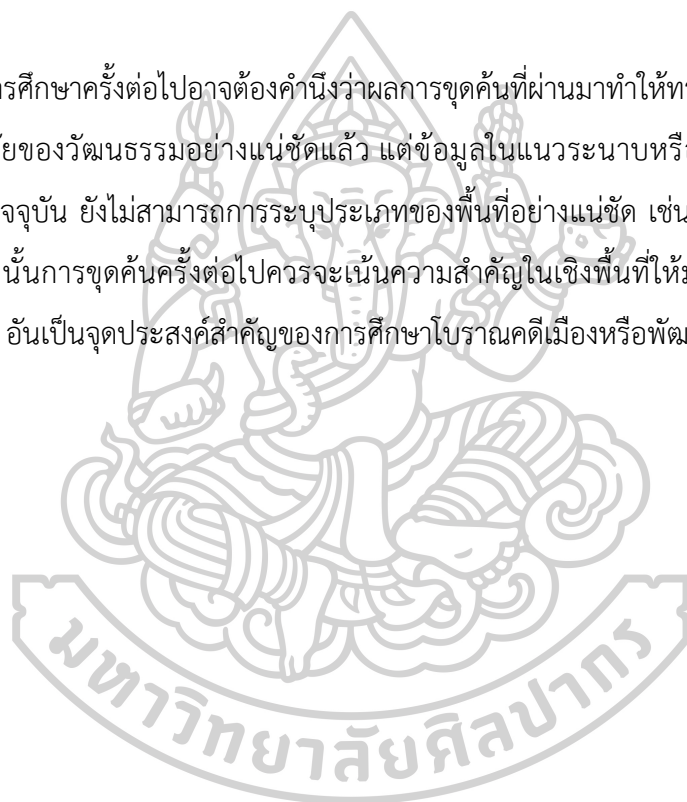 รศึกษาครั้งต่อไปอาจต้องคำนึงว่าผลการขุดค้นที่ผ่านมาทำให้ทร
ัยของวัฒนธรรมอย่างแน่ชัดแล้ว แต่ข้อมูลในแนวระนาบหรือ
จจุบัน ยังไม่สามารถการระบุประเภทของพื้นที่อย่างแน่ชัด เช่น
นั้นการขุดค้นครั้งต่อไปควรจะเน้นความสำคัญในเชิงพื้นที่ให้ม
อันเป็นจุดประสงค์สำคัญของการศึกษาโบราณคดีเมืองหรือพัฒ
มหาวิทยาลัยศิลปากร